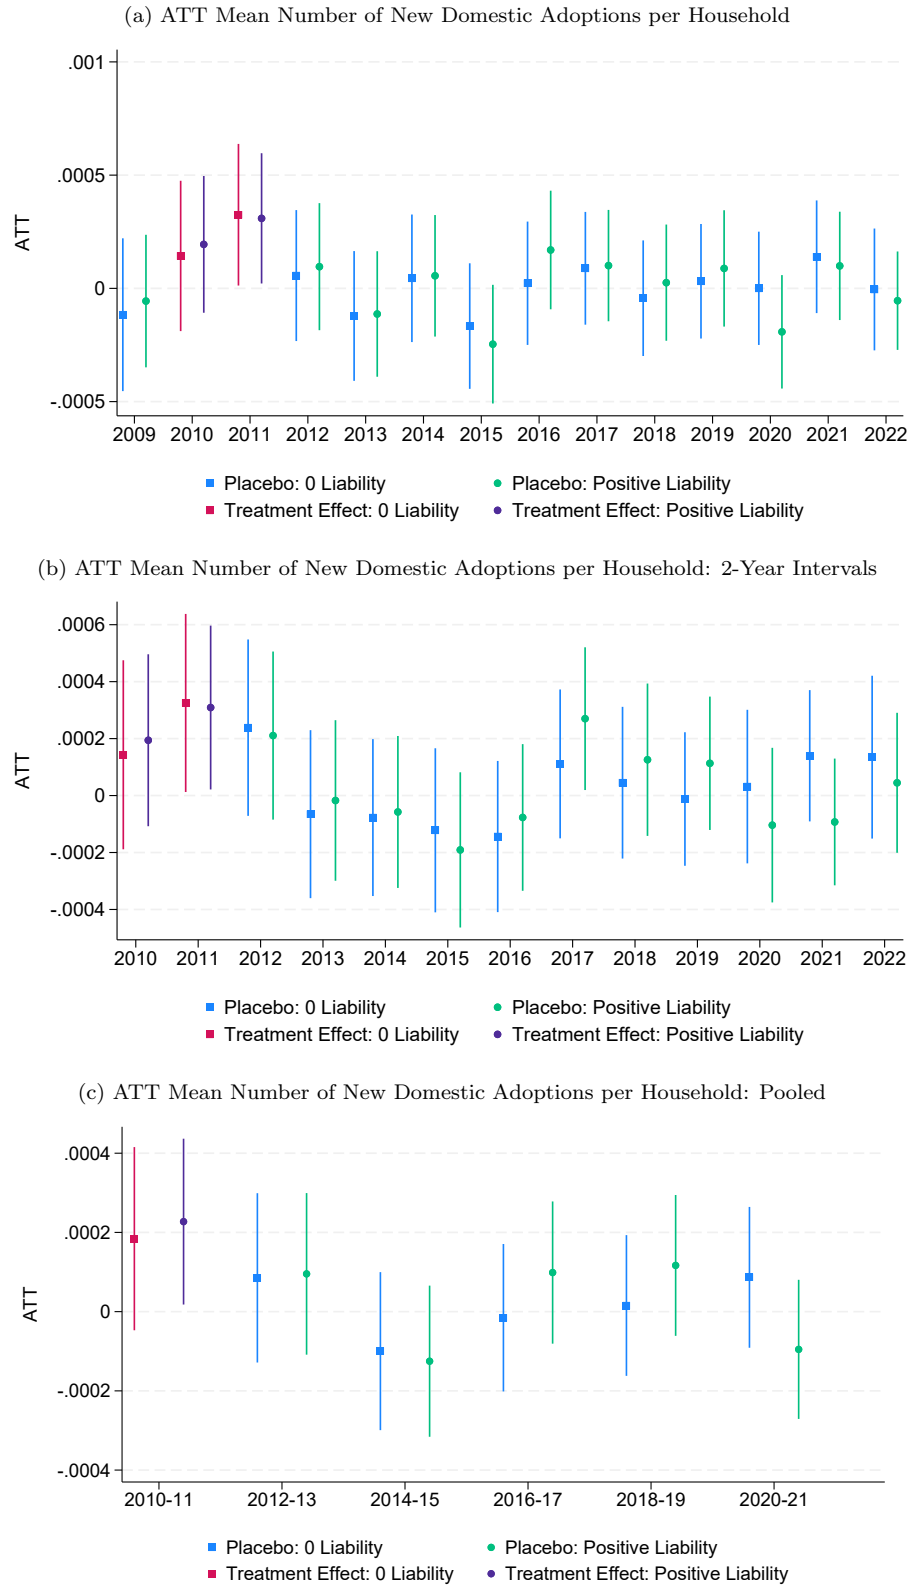 (a) ATT Mean Number of New Domestic Adoptions per Household
.001
.0005
0
-.0005
ATT
2009 2010 2011 2012 2013 2014 2015 2016 2017 2018 2019 2020 2021 2022
Placebo: 0 Liability Placebo: Positive Liability
Treatment Effect: 0 Liability Treatment Effect: Positive Liability
(b) ATT Mean Number of New Domestic Adoptions per Household: 2-Year Intervals
.0006
.0004
.0002
0
-.0002
-.0004
ATT
2010 2011 2012 2013 2014 2015 2016 2017 2018 2019 2020 2021 2022
Placebo: 0 Liability Placebo: Positive Liability
Treatment Effect: 0 Liability Treatment Effect: Positive Liability
(c) ATT Mean Number of New Domestic Adoptions per Household: Pooled
.0004
.0002
0
-.0002
-.0004
ATT
2010-11 2012-13 2014-15 2016-17 2018-19 2020-21
Placebo: 0 Liability Placebo: Positive Liability
Treatment Effect: 0 Liability Treatment Effect: Positive Liability